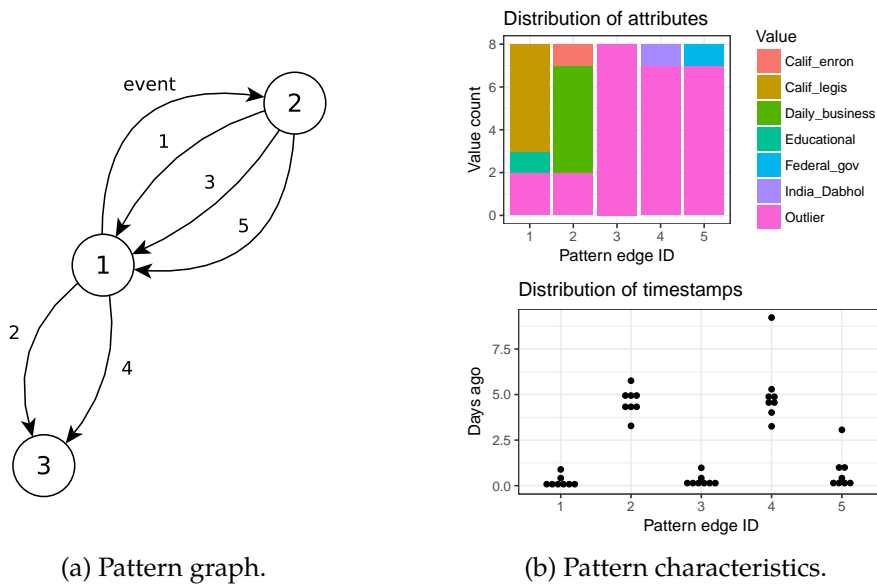 event
1
2
3
5
1
2
4
3
Distribution of attributes
Value count
8
6
4
2
0
1 2 3 4 5
Pattern edge ID
Value
Calif_enron
Calif_legis
Daily_business
Educational
Federal_gov
India_Dabhol
Outlier
Distribution of timestamps
Days ago
7.5
5.0
2.5
0.0
1 2 3 4 5
Pattern edge ID
(a) Pattern graph.
(b) Pattern characteristics.